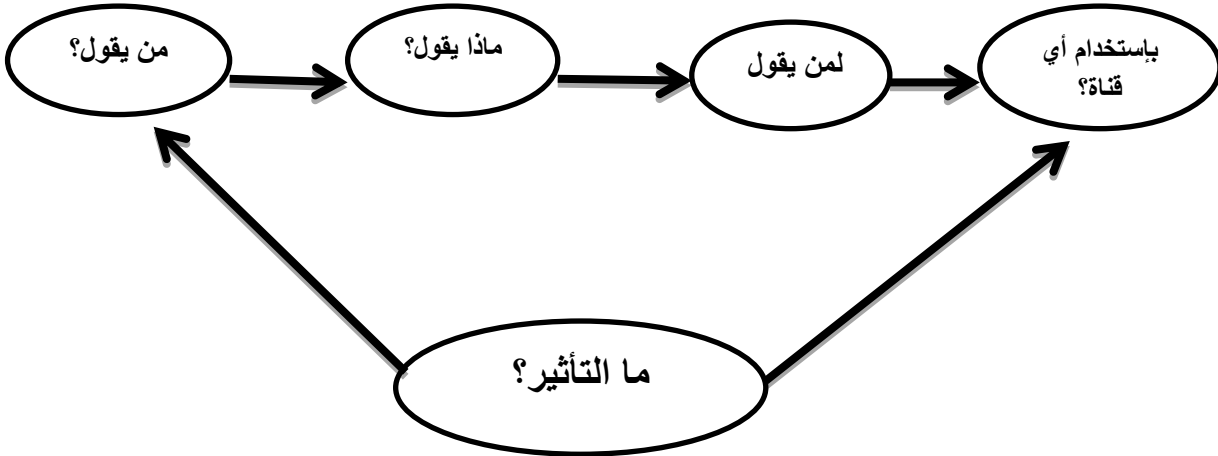 من يقول؟
ماذا يقول؟
لمن يقول
بإستخدام أي
قناة؟
ما التأثير؟